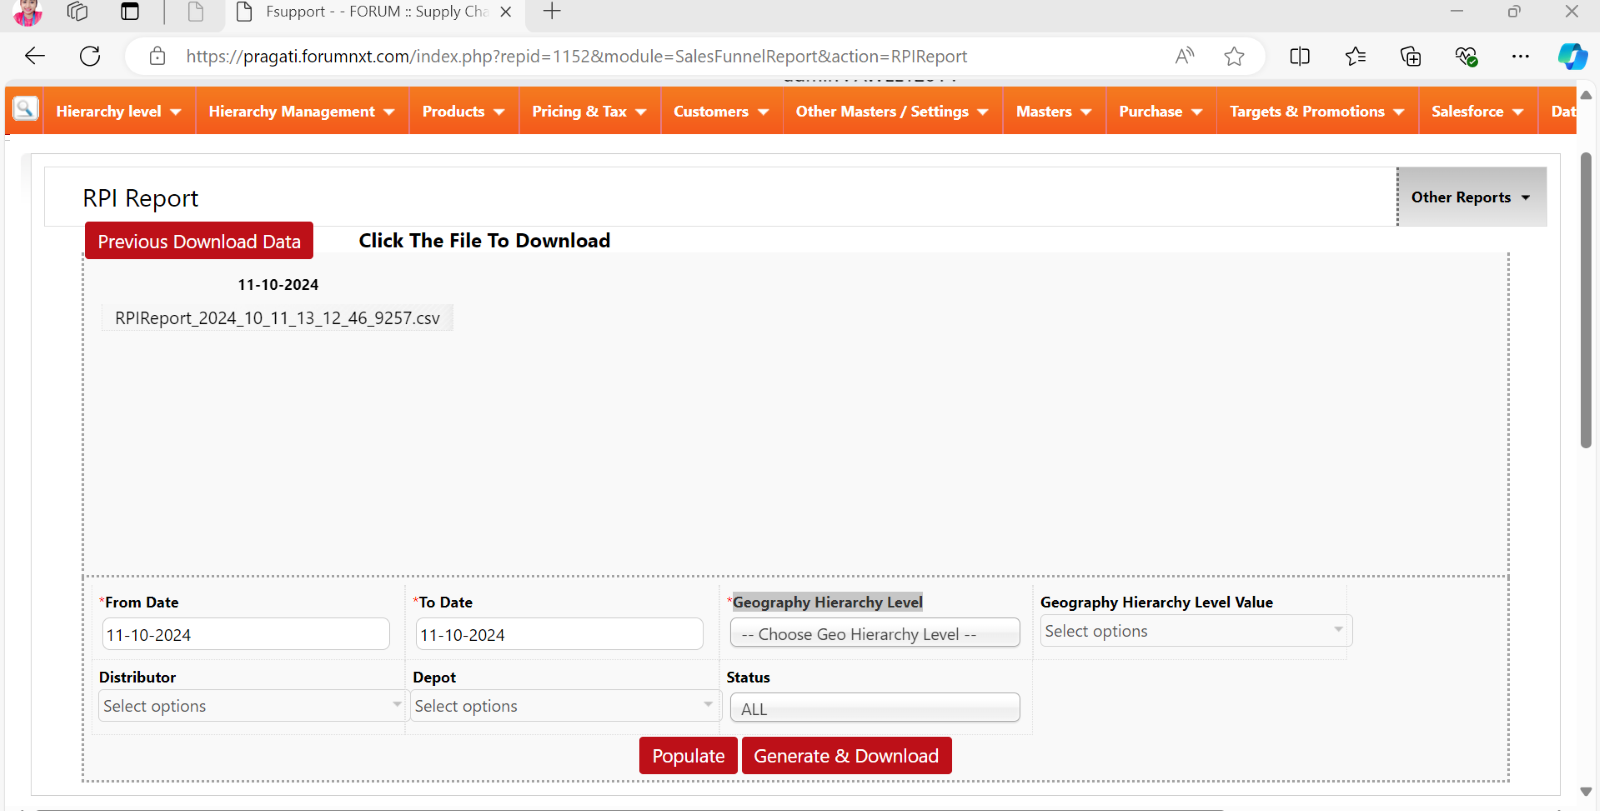 Fsupport - - FORUM :: Supply Cha
https://pragati.forumnxt.com/index.php?repid=1152&module=SalesFunnelReport&action=RPIReport
Hierarchy level Hierarchy Management Products Pricing & Tax Customers Other Masters / Settings Masters Purchase Targets & Promotions Salesforce Dat
RPI Report
Other Reports
Previous Download Data Click The File To Download
11-10-2024
RPIReport_2024_10_11_13_12_46_9257.csv
*From Date *To Date *Geography Hierarchy Level Geography Hierarchy Level Value
11-10-2024 11-10-2024 -- Choose Geo Hierarchy Level -- Select options
Distributor Depot Status
Select options Select options ALL
Populate Generate & Download